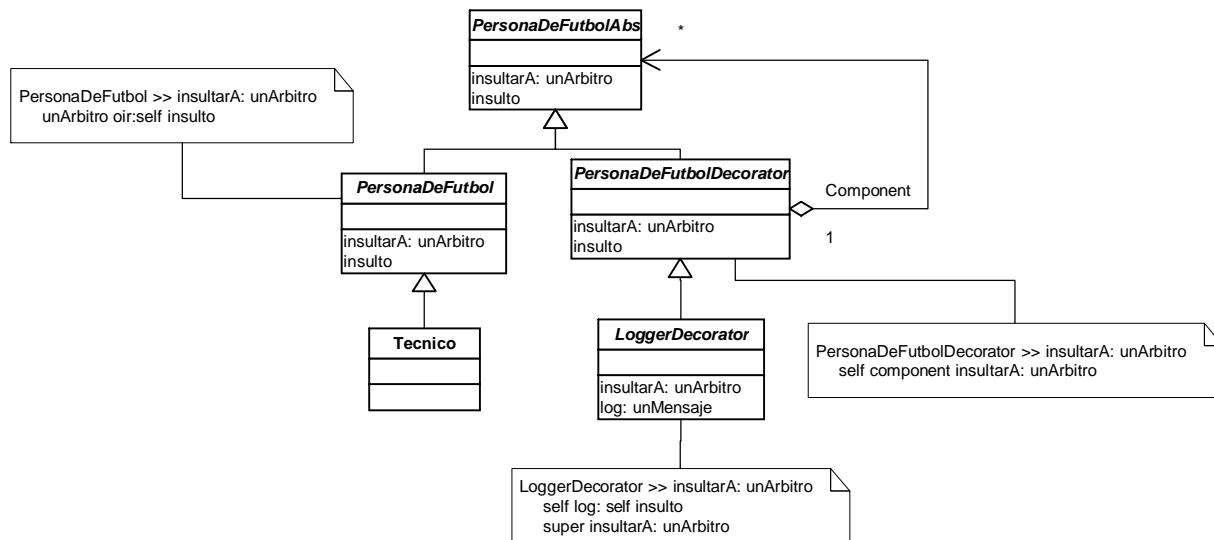 PersonaDeFutbolAbs
*
insultarA: unArbitro
insulto
PersonaDeFutbol >> insultarA: unArbitro
unArbitro oir:self insulto
PersonaDeFutbol
insultarA: unArbitro
insulto
PersonaDeFutbolDecorator
insultarA: unArbitro
insulto
Component
1
Tecnico
LoggerDecorator
insultarA: unArbitro
log: unMensaje
PersonaDeFutbolDecorator >> insultarA: unArbitro
self component insultarA: unArbitro
LoggerDecorator >> insultarA: unArbitro
self log: self insulto
super insultarA: unArbitro